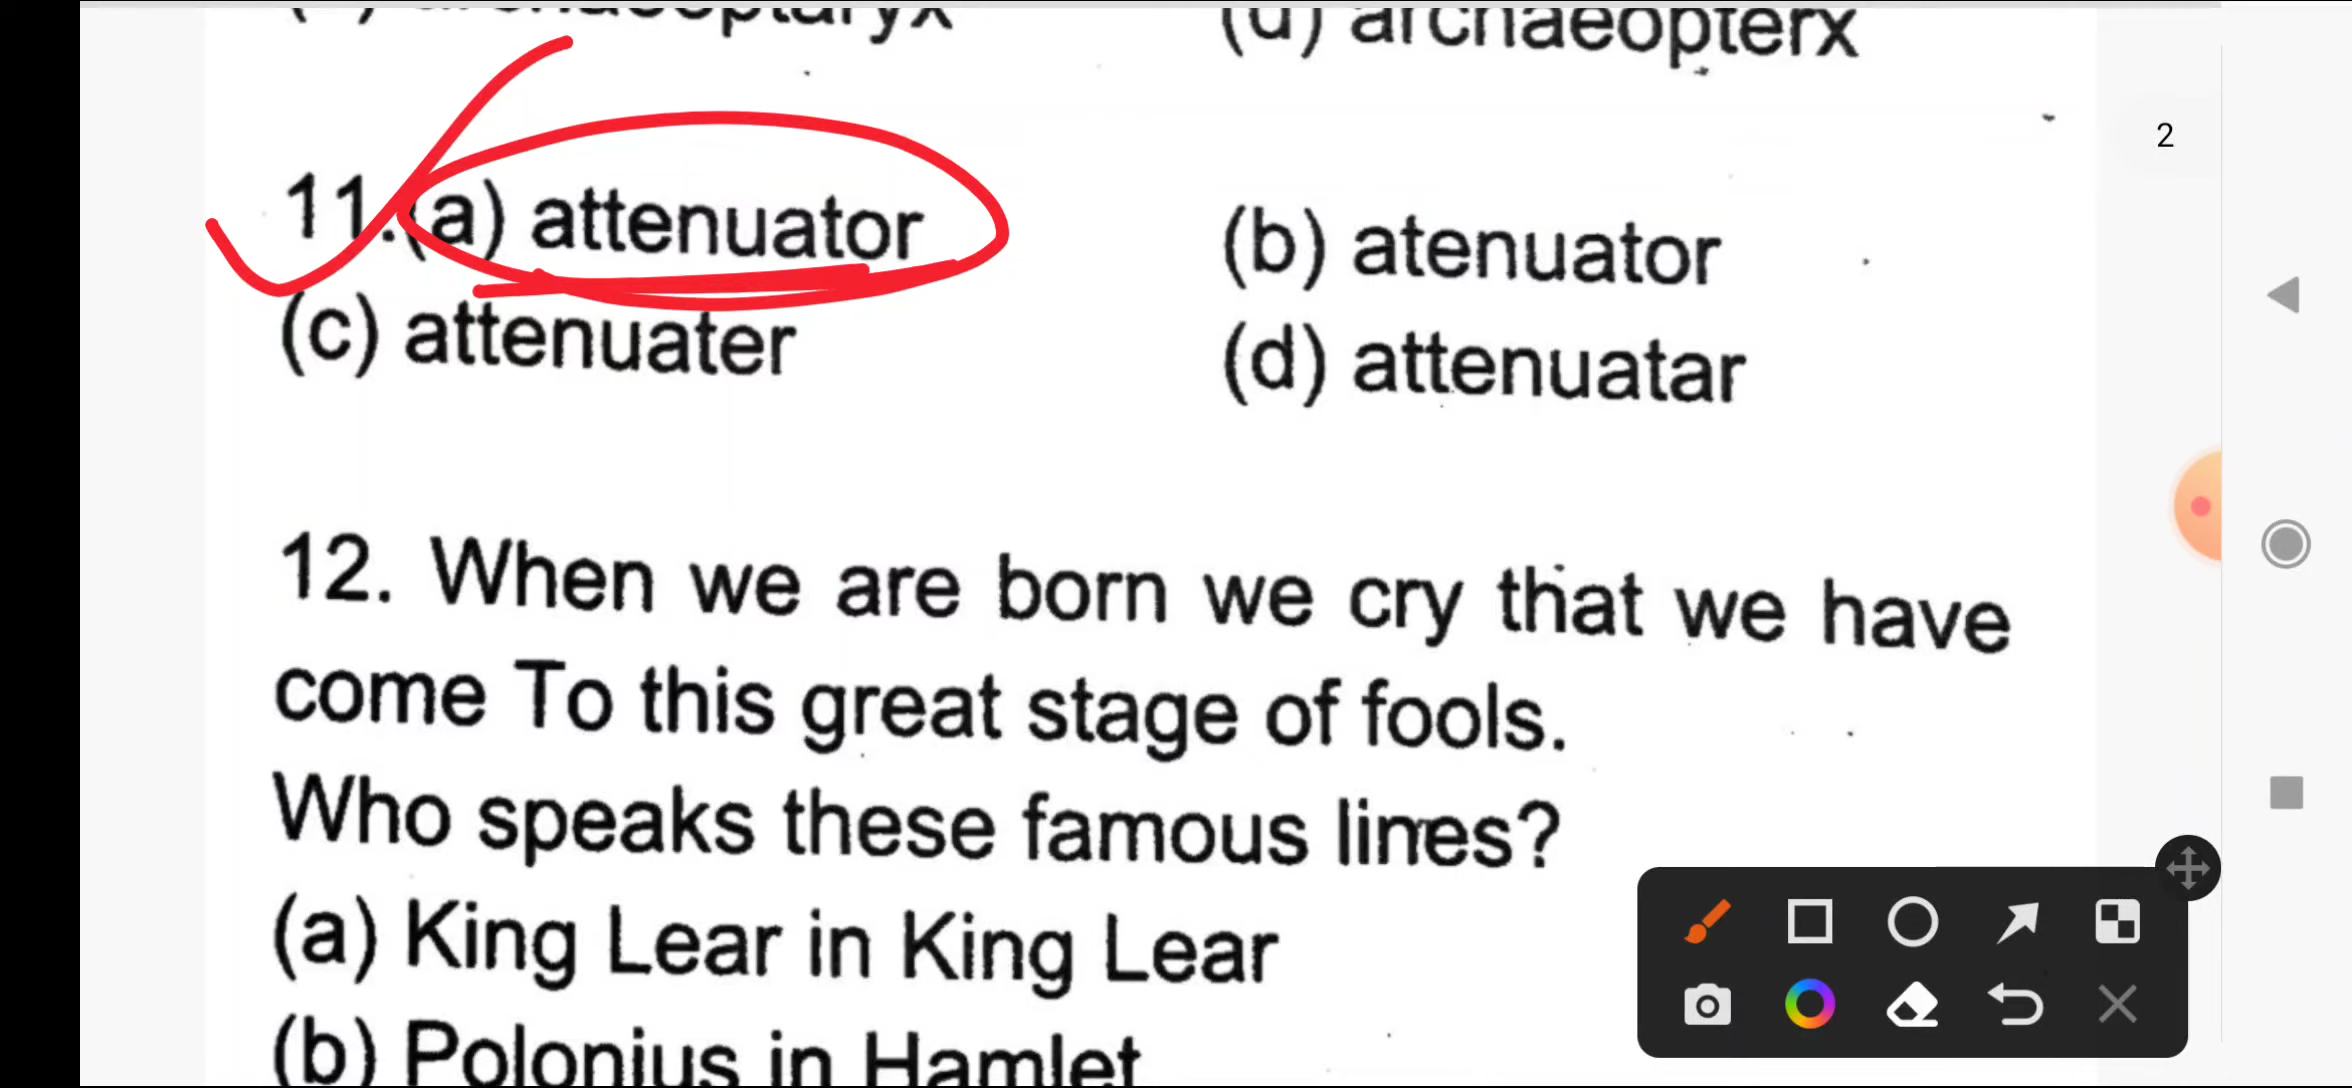 (d) archaeopterx
11.(a) attenuator (b) atenuator
2
(c) attenuater (d) attenuatar
12. When we are born we cry that we have
come To this great stage of fools.
Who speaks these famous lines?
(a) King Lear in King Lear
(b) Polonius in Hamlet